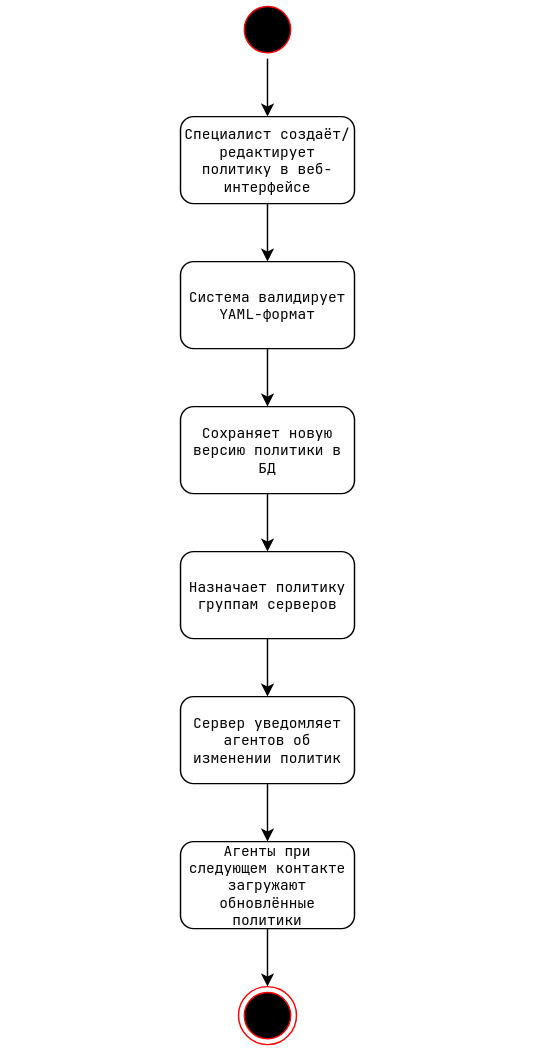 Специалист создаёт/
редактирует
политику в веб-
интерфейсе
Система валидирует
YAML-формат
Сохраняет новую
версию политики в
БД
Назначает политику
группам серверов
Сервер уведомляет
агентов об
изменении политик
Агенты при
следующем контакте
загружают
обновлённые
политики